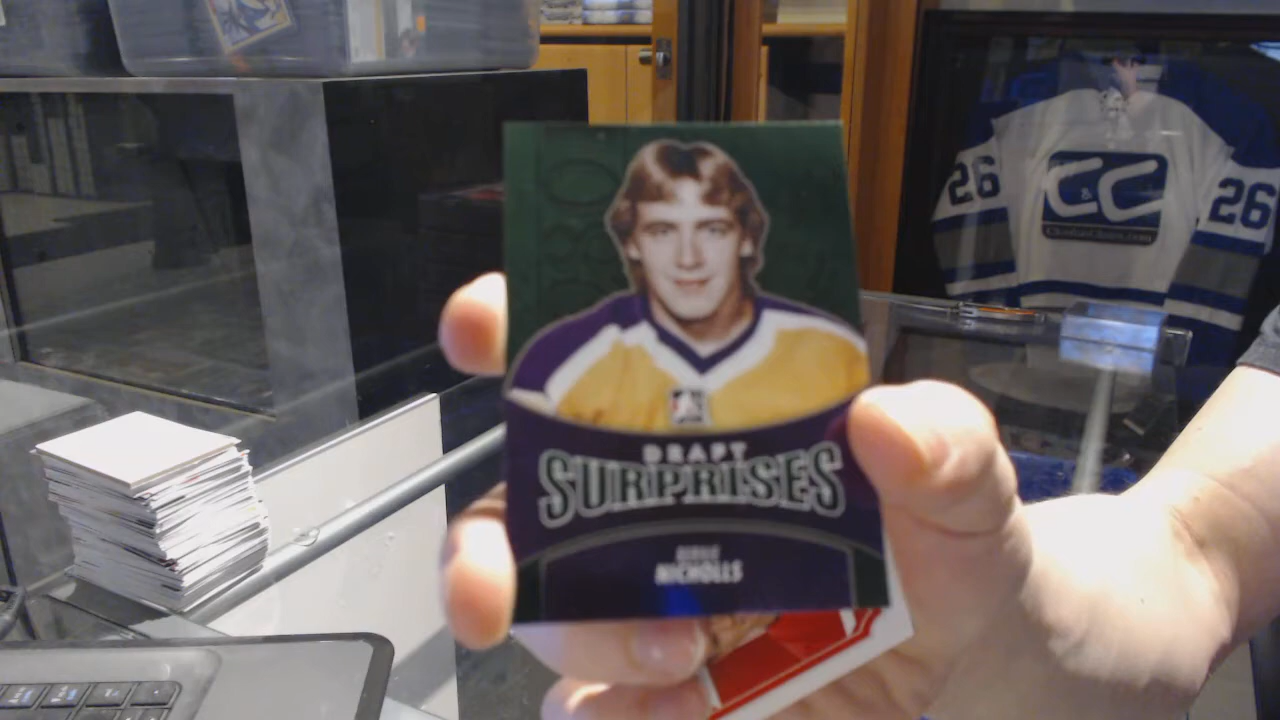 DRAFT
SURPRISES
NICHOLLS
26
C&C
26